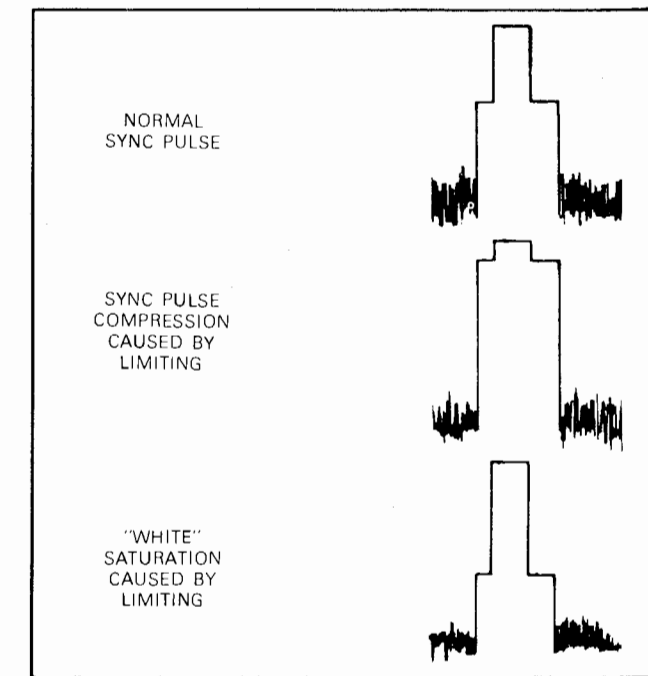 NORMAL
SYNC PULSE
SYNC PULSE
COMPRESSION
CAUSED BY
LIMITING
"WHITE"
SATURATION
CAUSED BY
LIMITING